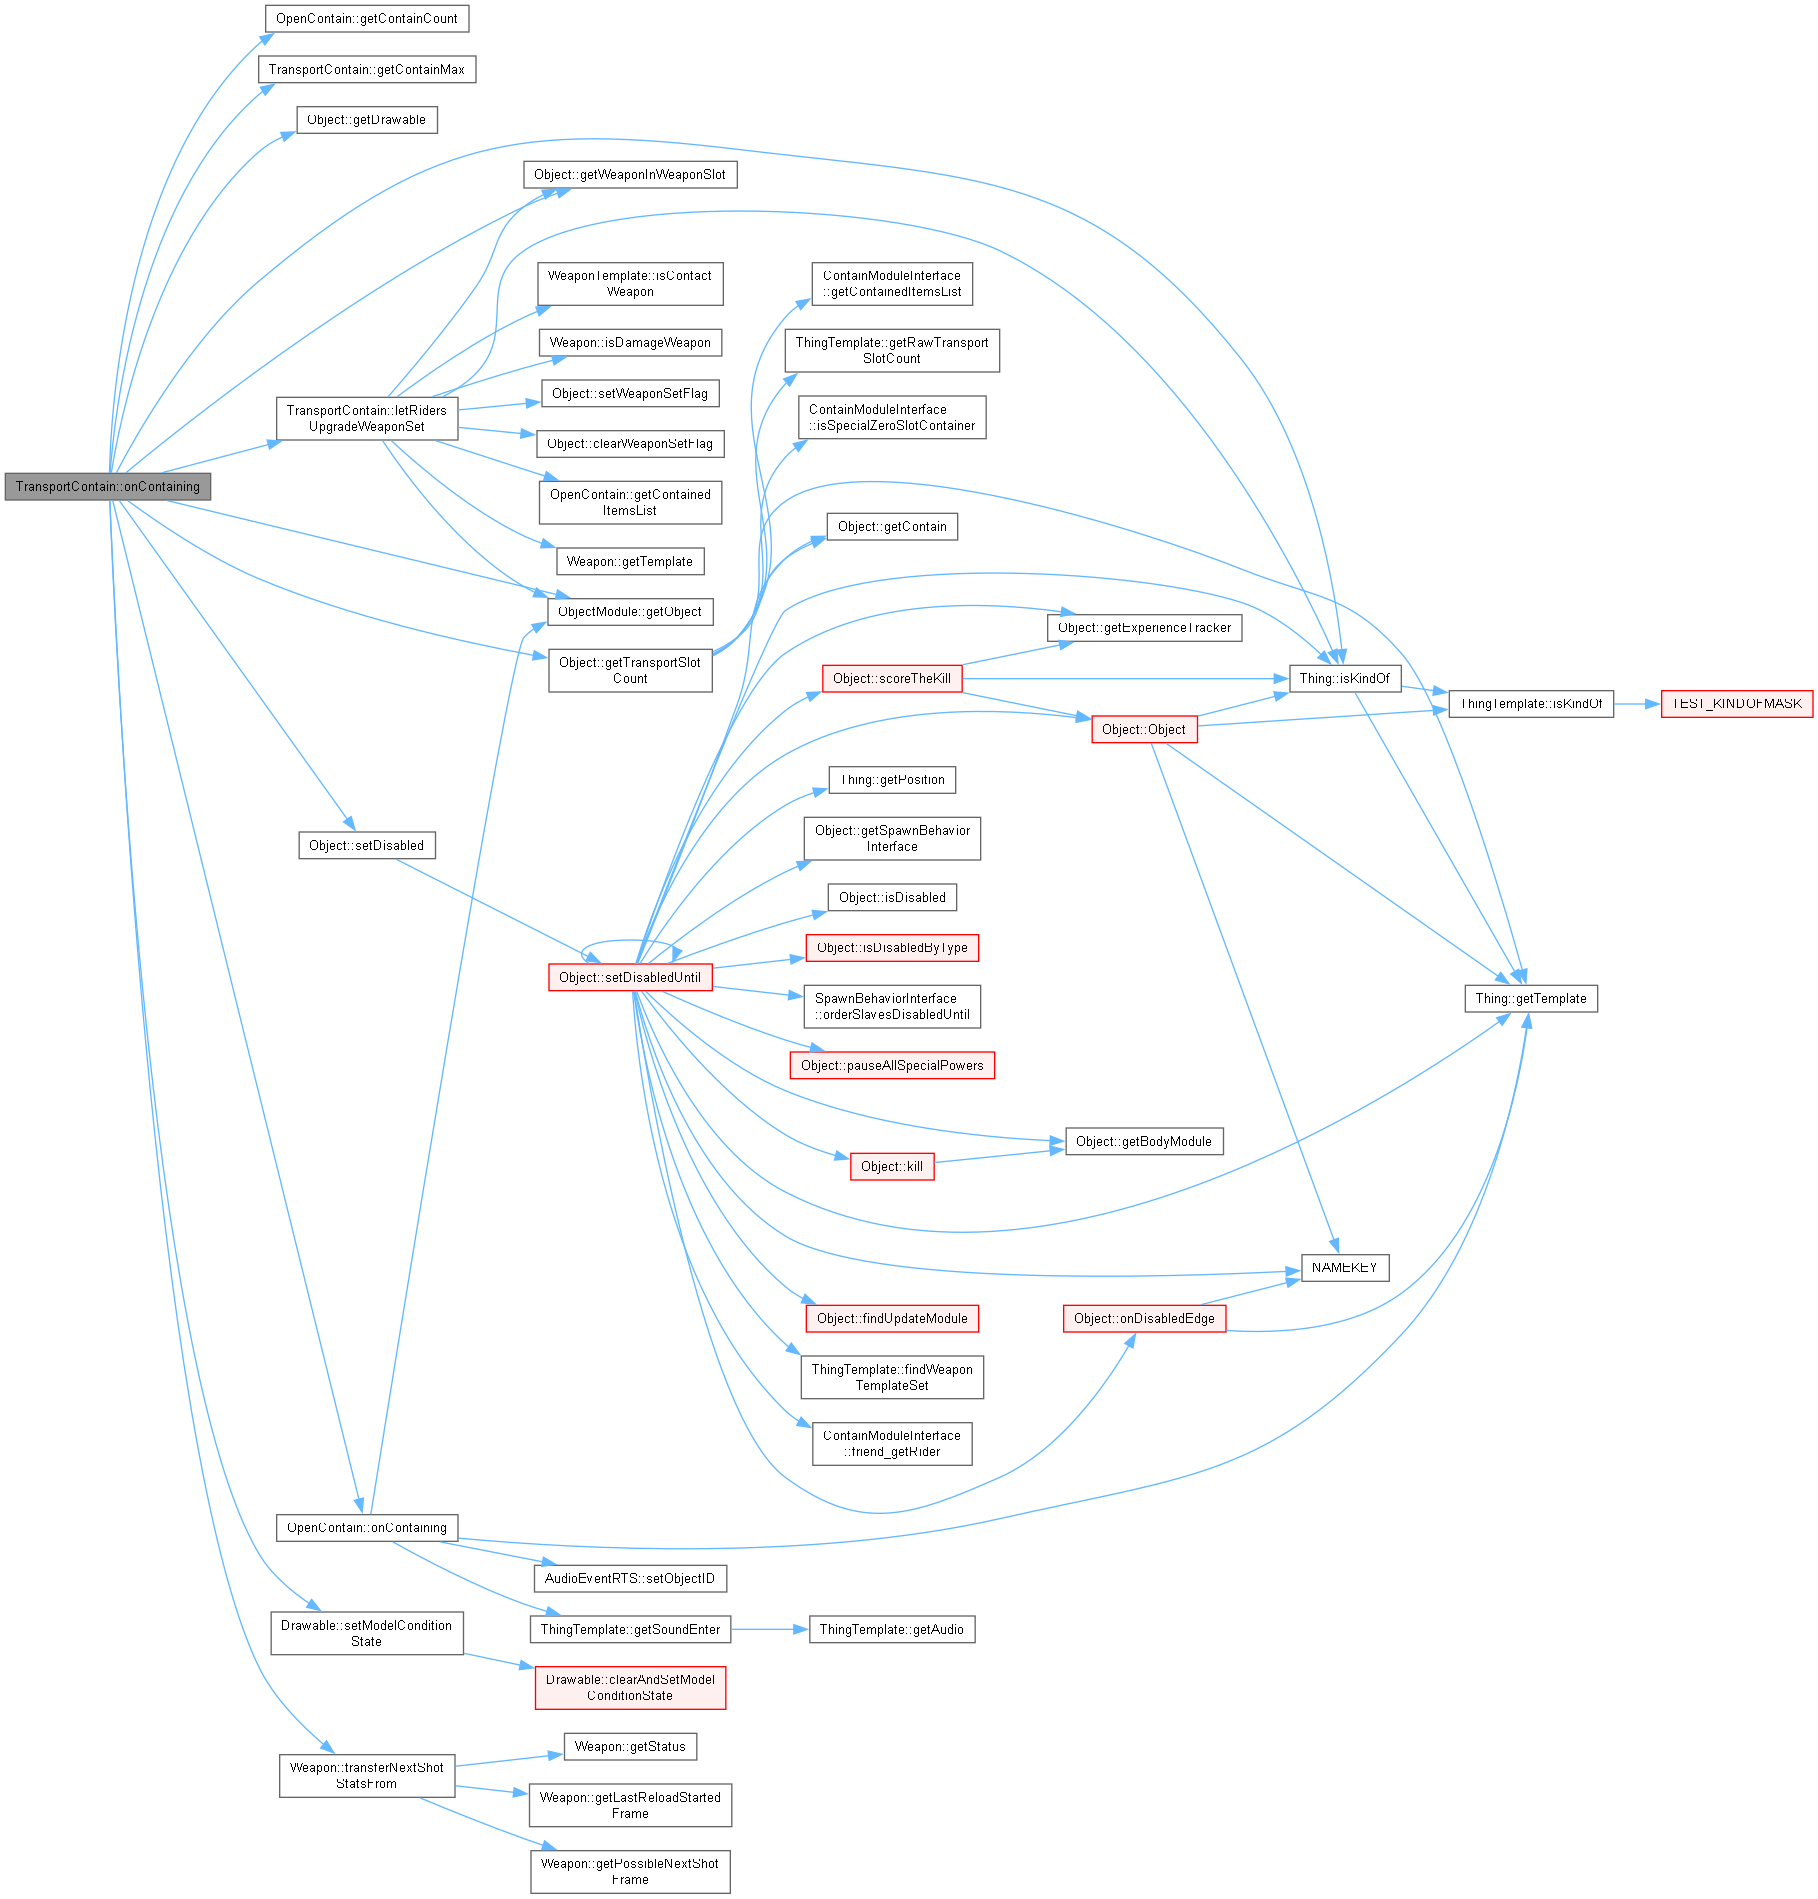 OpenContain::getContainCount
TransportContain::getContainMax
Object::getDrawable
Object::getWeaponInWeaponSlot
WeaponTemplate::isContact
Weapon
Weapon::isDamageWeapon
Object::setWeaponSetFlag
TransportContain::letRiders
UpgradeWeaponSet
Object::clearWeaponSetFlag
OpenContain::getContained
ItemsList
Weapon::getTemplate
ObjectModule::getObject
Object::getTransportSlot
Count
TransportContain::onContaining
ContainModuleInterface
::getContainedItemsList
ThingTemplate::getRawTransport
SlotCount
ContainModuleInterface
::isSpecialZeroSlotContainer
Object::getContain
Object::getExperienceTracker
Object::scoreTheKill
Thing::isKindOf
ThingTemplate::isKindOf
TEST_KINDOFMASK
Object::Object
Thing::getPosition
Object::getSpawnBehavior
Interface
Object::setDisabled
Object::isDisabled
Object::isDisabledByType
Object::setDisabledUntil
SpawnBehaviorInterface
::orderSlavesDisabledUntil
Thing::getTemplate
Object::pauseAllSpecialPowers
Object::getBodyModule
Object::kill
NAMEKEY
Object::findUpdateModule
Object::onDisabledEdge
ThingTemplate::findWeapon
TemplateSet
ContainModuleInterface
::friend_getRider
OpenContain::onContaining
AudioEventRTS::setObjectID
ThingTemplate::getSoundEnter
ThingTemplate::getAudio
Drawable::setModelCondition
State
Drawable::clearAndSetModel
ConditionState
Weapon::getStatus
Weapon::transferNextShot
StatsFrom
Weapon::getLastReloadStarted
Frame
Weapon::getPossibleNextShot
Frame